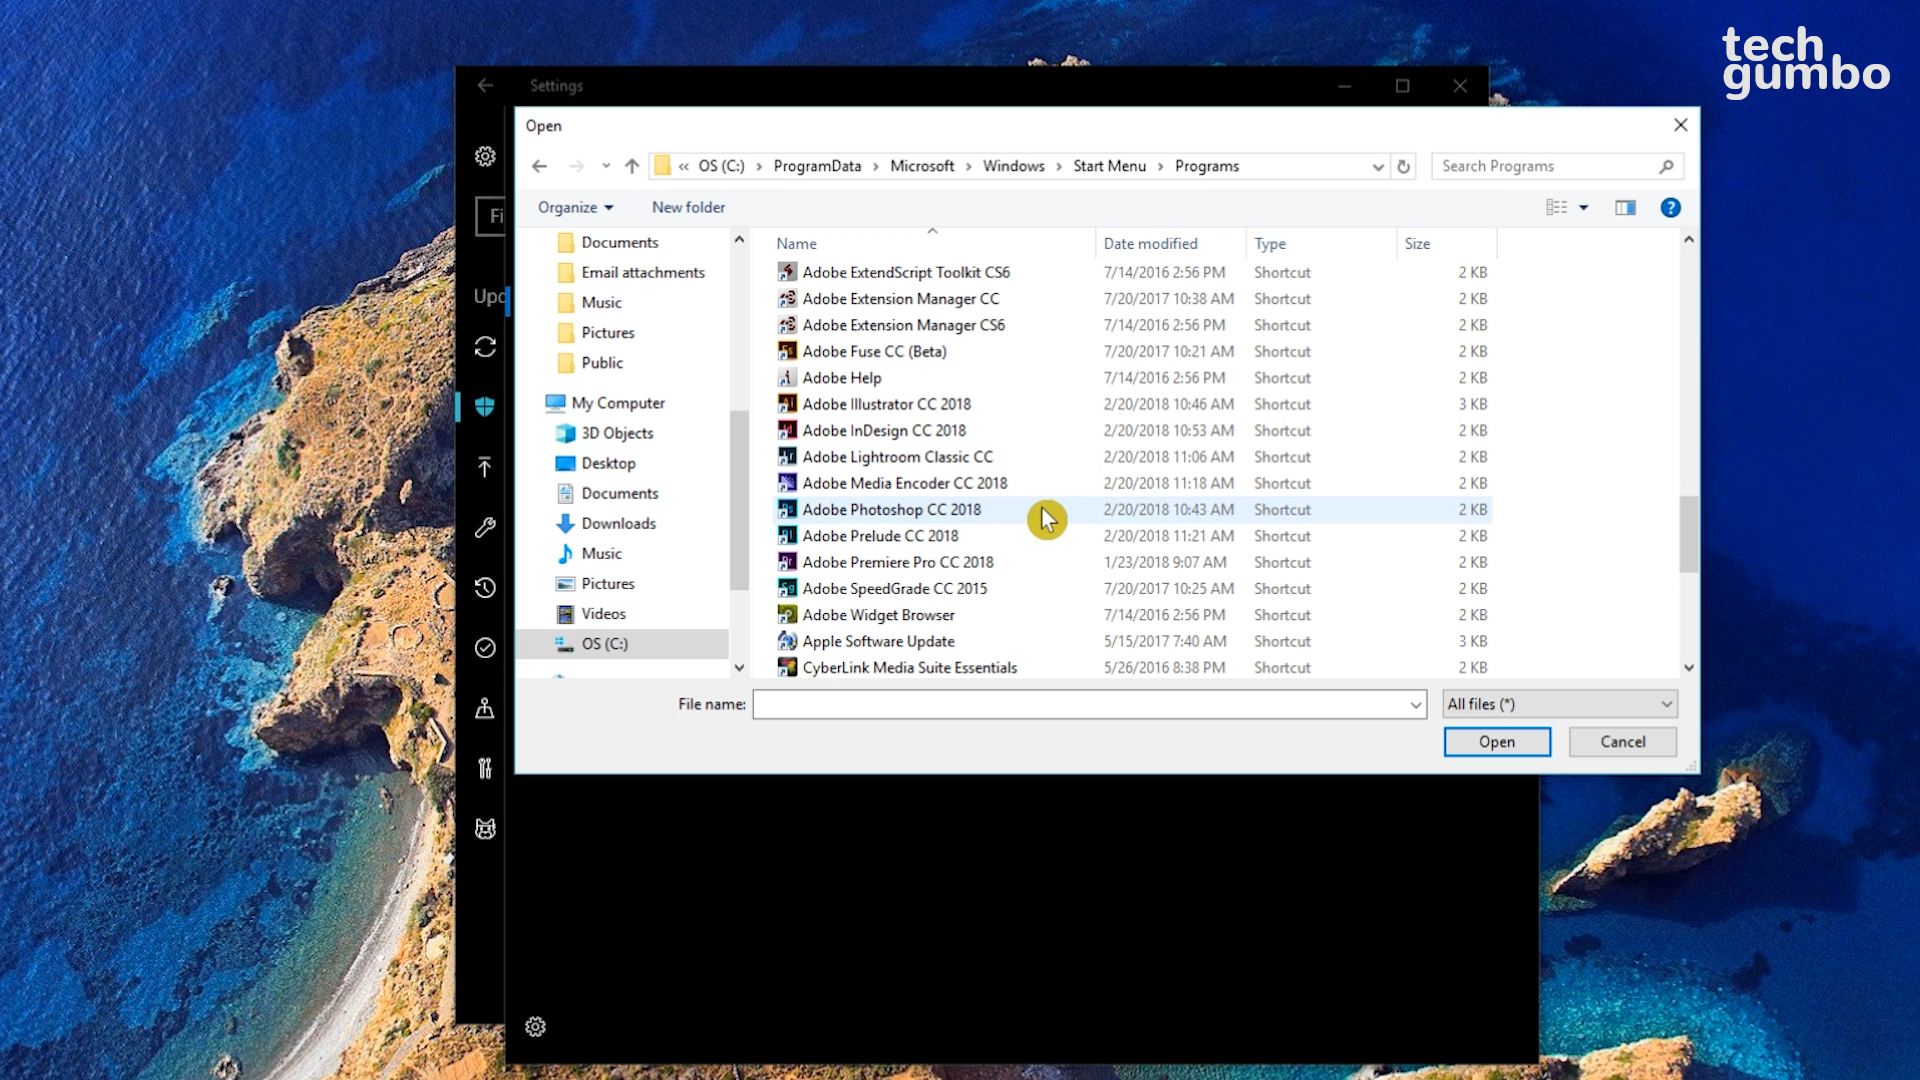 tech
gumbo
Settings
Open
« OS (C:) › ProgramData › Microsoft › Windows › Start Menu › Programs
Search Programs
Organize
New folder
Fi
Upd
Documents
Email attachments
Music
Pictures
Public
My Computer
3D Objects
Desktop
Documents
Downloads
Music
Pictures
Videos
OS (C:)
Name Date modified Type Size
Adobe ExtendScript Toolkit CS6 7/14/2016 2:56 PM Shortcut 2 KB
Adobe Extension Manager CC 7/20/2017 10:38 AM Shortcut 2 KB
Adobe Extension Manager CS6 7/14/2016 2:56 PM Shortcut 2 KB
Adobe Fuse CC (Beta) 7/20/2017 10:21 AM Shortcut 2 KB
Adobe Help 7/14/2016 2:56 PM Shortcut 2 KB
Adobe Illustrator CC 2018 2/20/2018 10:46 AM Shortcut 3 KB
Adobe InDesign CC 2018 2/20/2018 10:53 AM Shortcut 2 KB
Adobe Lightroom Classic CC 2/20/2018 11:06 AM Shortcut 2 KB
Adobe Media Encoder CC 2018 2/20/2018 11:18 AM Shortcut 2 KB
Adobe Photoshop CC 2018 2/20/2018 10:43 AM Shortcut 2 KB
Adobe Prelude CC 2018 2/20/2018 11:21 AM Shortcut 2 KB
Adobe Premiere Pro CC 2018 1/23/2018 9:07 AM Shortcut 2 KB
Adobe SpeedGrade CC 2015 7/20/2017 10:25 AM Shortcut 2 KB
Adobe Widget Browser 7/14/2016 2:56 PM Shortcut 2 KB
Apple Software Update 5/15/2017 7:40 AM Shortcut 3 KB
CyberLink Media Suite Essentials 5/26/2016 8:38 PM Shortcut 2 KB
File name:
All files (*)
Open
Cancel